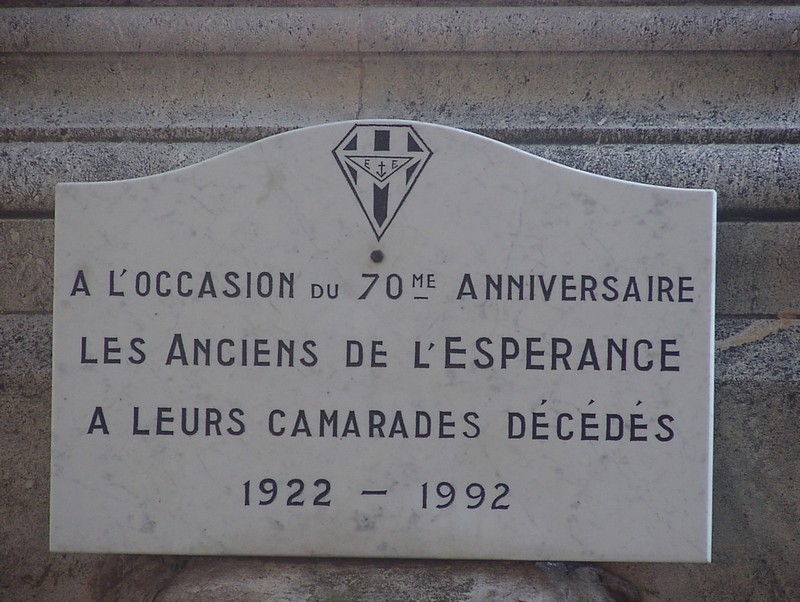 E E
A L'OCCASION DU 70ME ANNIVERSAIRE
LES ANCIENS DE L'ESPERANCE
A LEURS CAMARADES DÉCÉDÉS
1922 - 1992